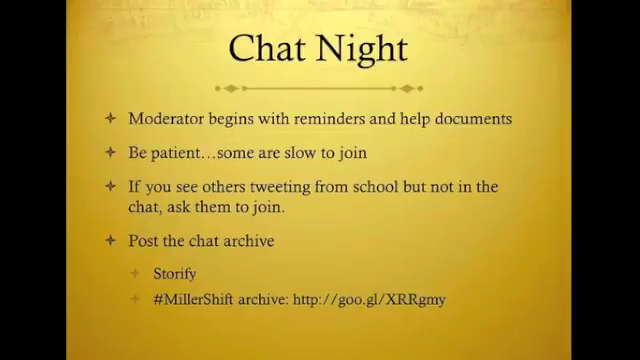 Chat Night
Moderator begins with reminders and help documents
Be patient...some are slow to join
If you see others tweeting from school but not in the
chat, ask them to join.
Post the chat archive
Storify
#MillerShift archive: http://goo.gl/XRRgmy